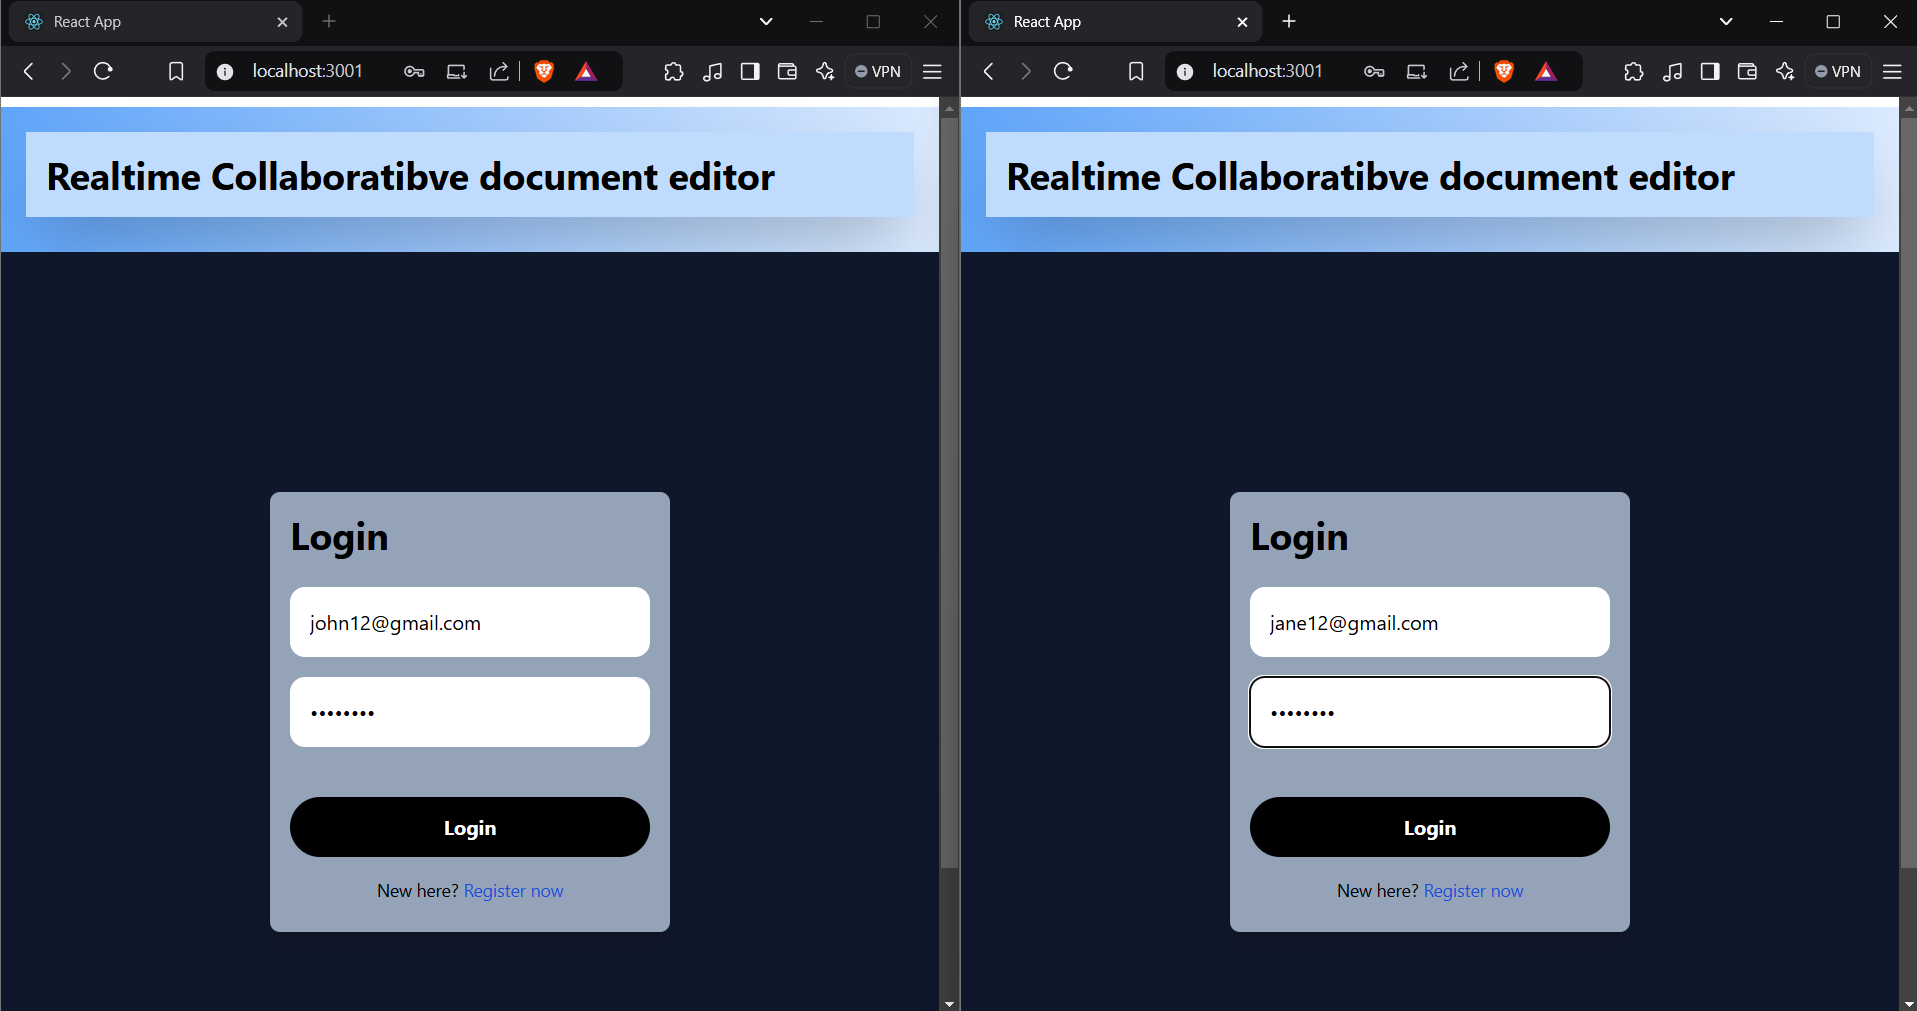 React App
localhost:3001
VPN
Realtime Collaboratibve document editor
Login
john12@gmail.com
••••••••
Login
New here? Register now
React App
localhost:3001
VPN
Realtime Collaboratibve document editor
Login
jane12@gmail.com
••••••••
Login
New here? Register now